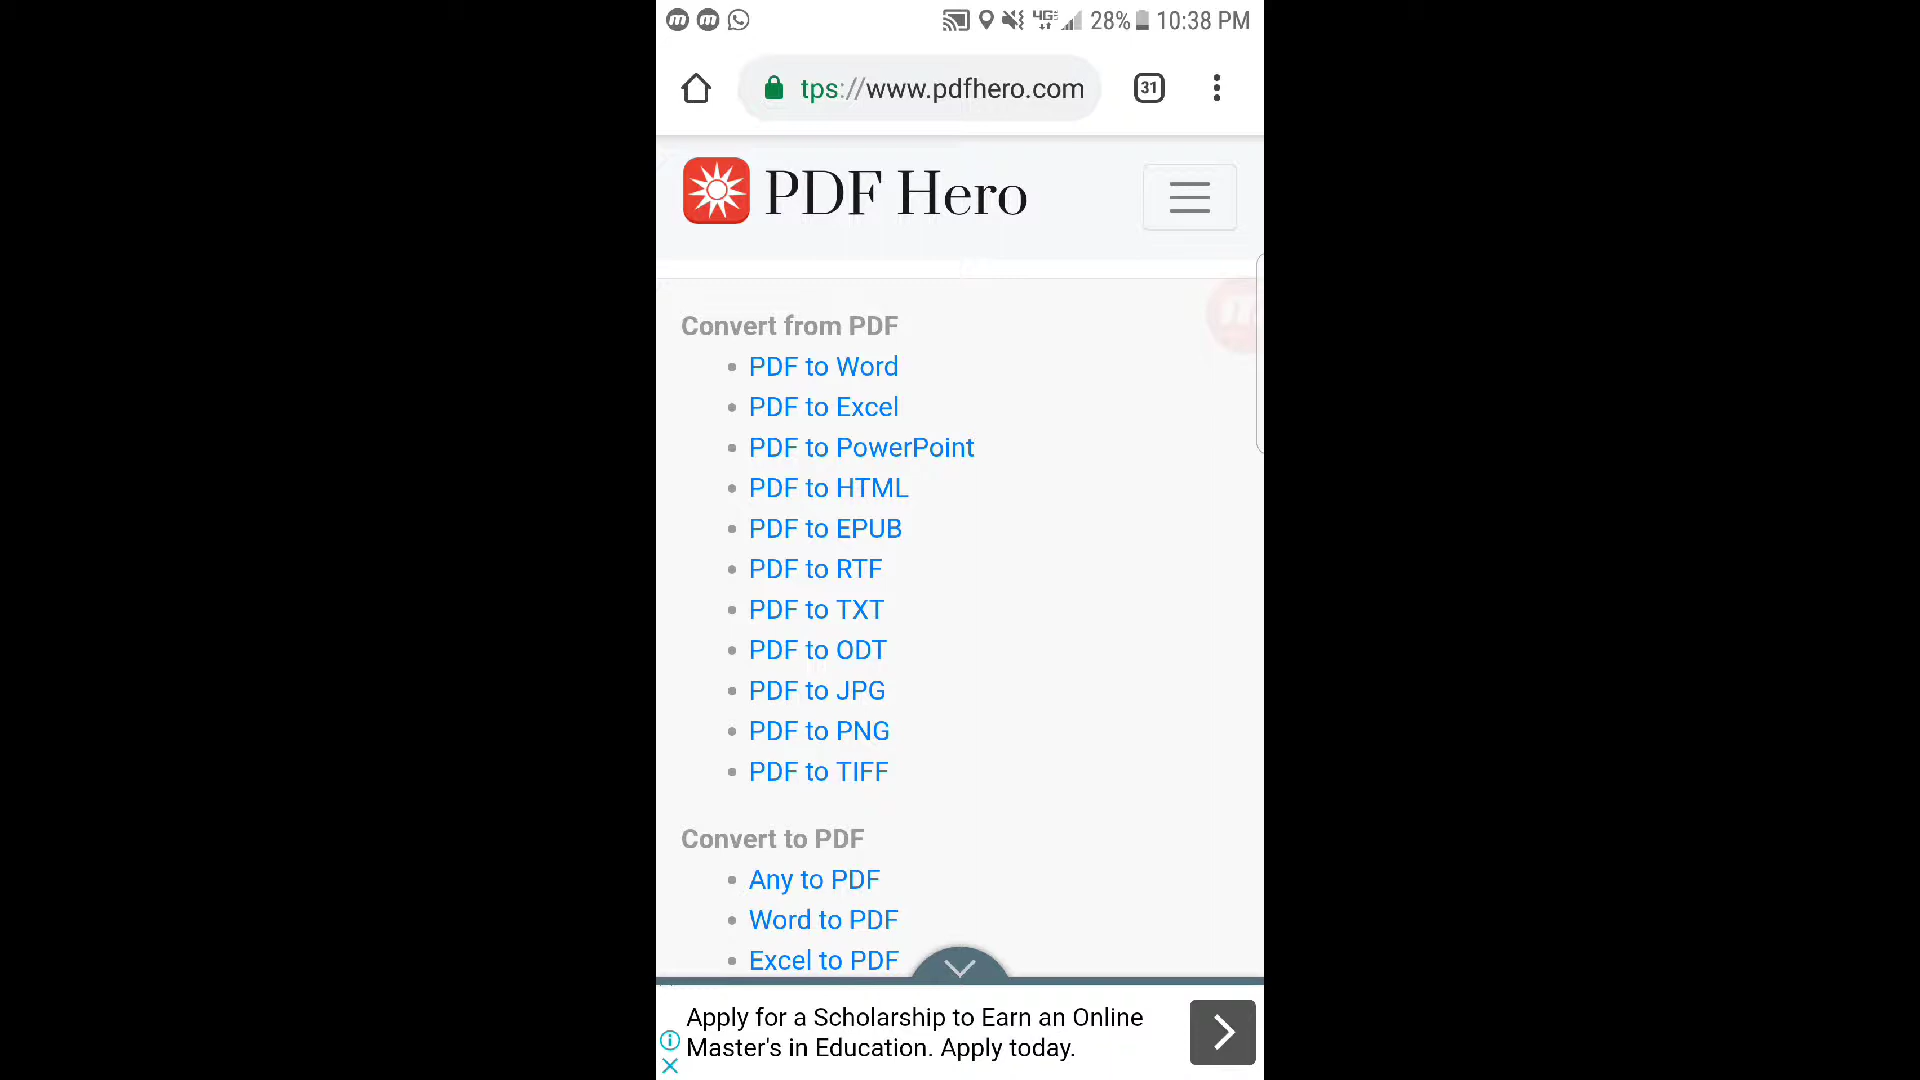 28% 10:38 PM
tps://www.pdfhero.com
31
PDF Hero
Convert from PDF
PDF to Word
PDF to Excel
PDF to PowerPoint
PDF to HTML
PDF to EPUB
PDF to RTF
PDF to TXT
PDF to ODT
PDF to JPG
PDF to PNG
PDF to TIFF
Convert to PDF
Any to PDF
Word to PDF
Excel to PDF
Apply for a Scholarship to Earn an Online
Master's in Education. Apply today.